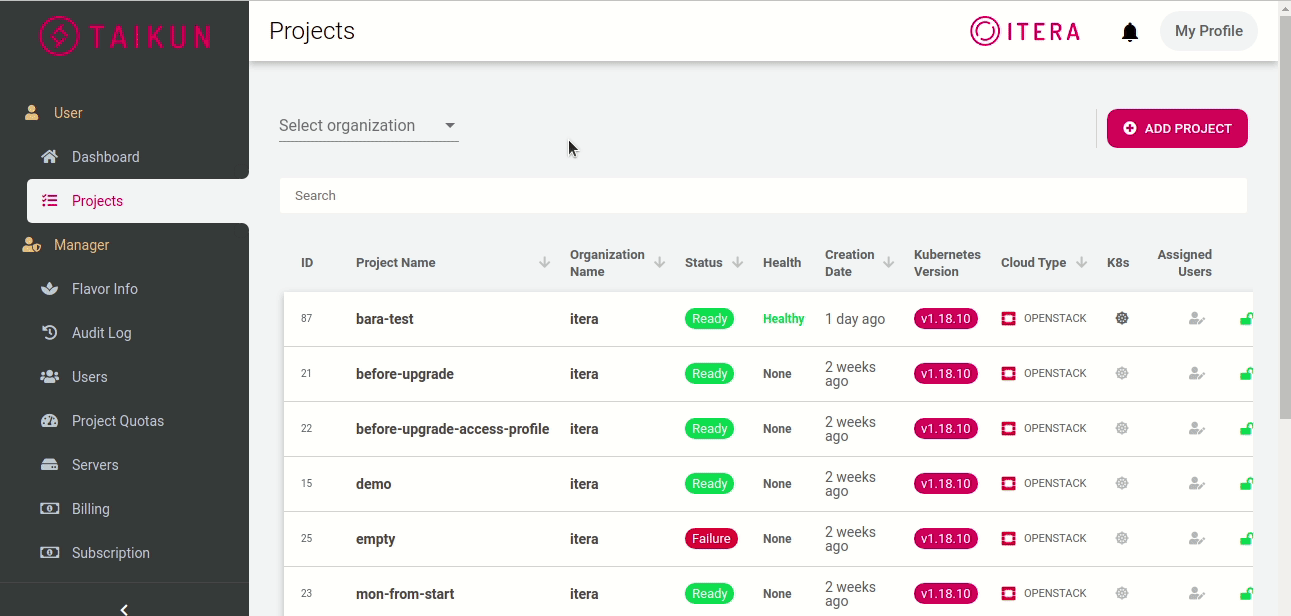 TAIKUN
Projects
ITERA
My Profile
User
Dashboard
Projects
Manager
Flavor Info
Audit Log
Users
Project Quotas
Servers
Billing
Subscription
Select organization
ADD PROJECT
Search
ID Project Name Organization Name Status Health Creation Date Kubernetes Version Cloud Type K8s Assigned Users
87 bara-test itera Ready Healthy 1 day ago v1.18.10 OPENSTACK
21 before-upgrade itera Ready None 2 weeks ago v1.18.10 OPENSTACK
22 before-upgrade-access-profile itera Ready None 2 weeks ago v1.18.10 OPENSTACK
15 demo itera Ready None 2 weeks ago v1.18.10 OPENSTACK
25 empty itera Failure None 2 weeks ago v1.18.10 OPENSTACK
23 mon-from-start itera Ready None 2 weeks ago v1.18.10 OPENSTACK